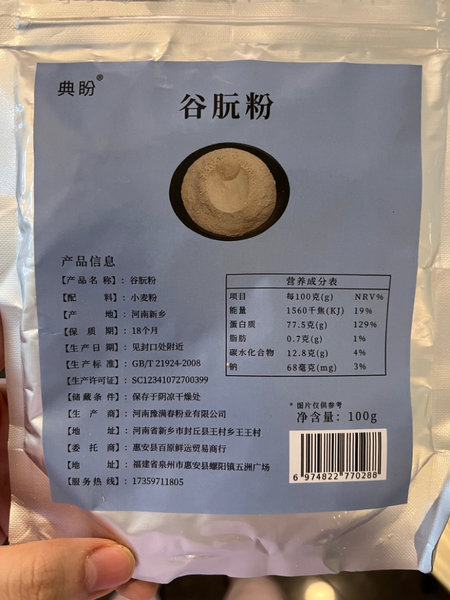 典盼®
谷朊粉
产品信息
【产品名称】：谷朊粉
【配 料】：小麦粉
【产 地】：河南新乡
【保 质 期】：18个月
【生产日期】：见封口处附近
【生产标准】：GB/T 21924-2008
【生产许可证】：SC12341072700399
【储藏条件】：保存于阴凉干燥处
【生 产 商】：河南豫满春粉业有限公司
【地 址】：河南省新乡市封丘县王村乡王王村
【委 托 商】：惠安县百原鲜运贸易商行
【地 址】：福建省泉州市惠安县螺阳镇五洲广场
【服务热线】：17359711805
营养成分表
项目 每100克(g) NRV%
能量 1560千焦(KJ) 19%
蛋白质 77.5克(g) 129%
脂肪 0.7克(g) 1%
碳水化合物 12.8克(g) 4%
钠 68毫克(mg) 3%
* 图片仅供参考
净含量：100g
6 974822 770288